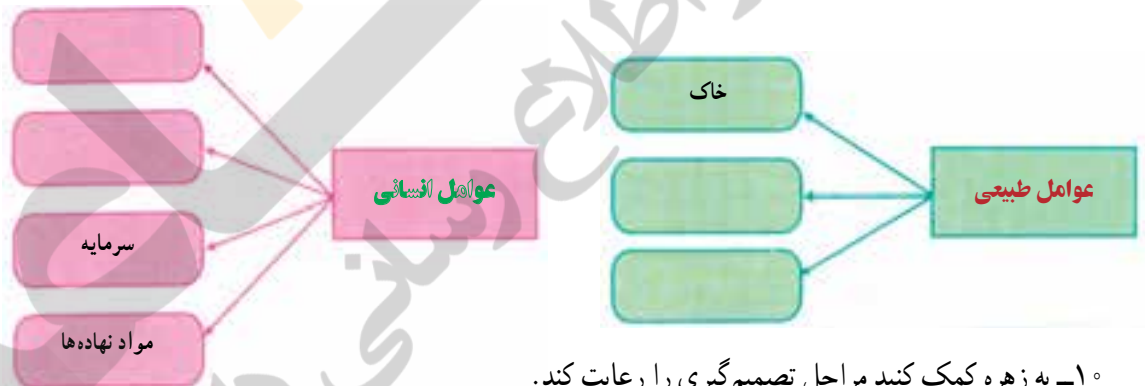 عوامل طبیعی
خاک
عوامل انسانی
سرمایه
مواد نهاده‌ها
۱۰ــ به زهره کمک کنید مراحل تصمیم‌گیری را رعایت کند.